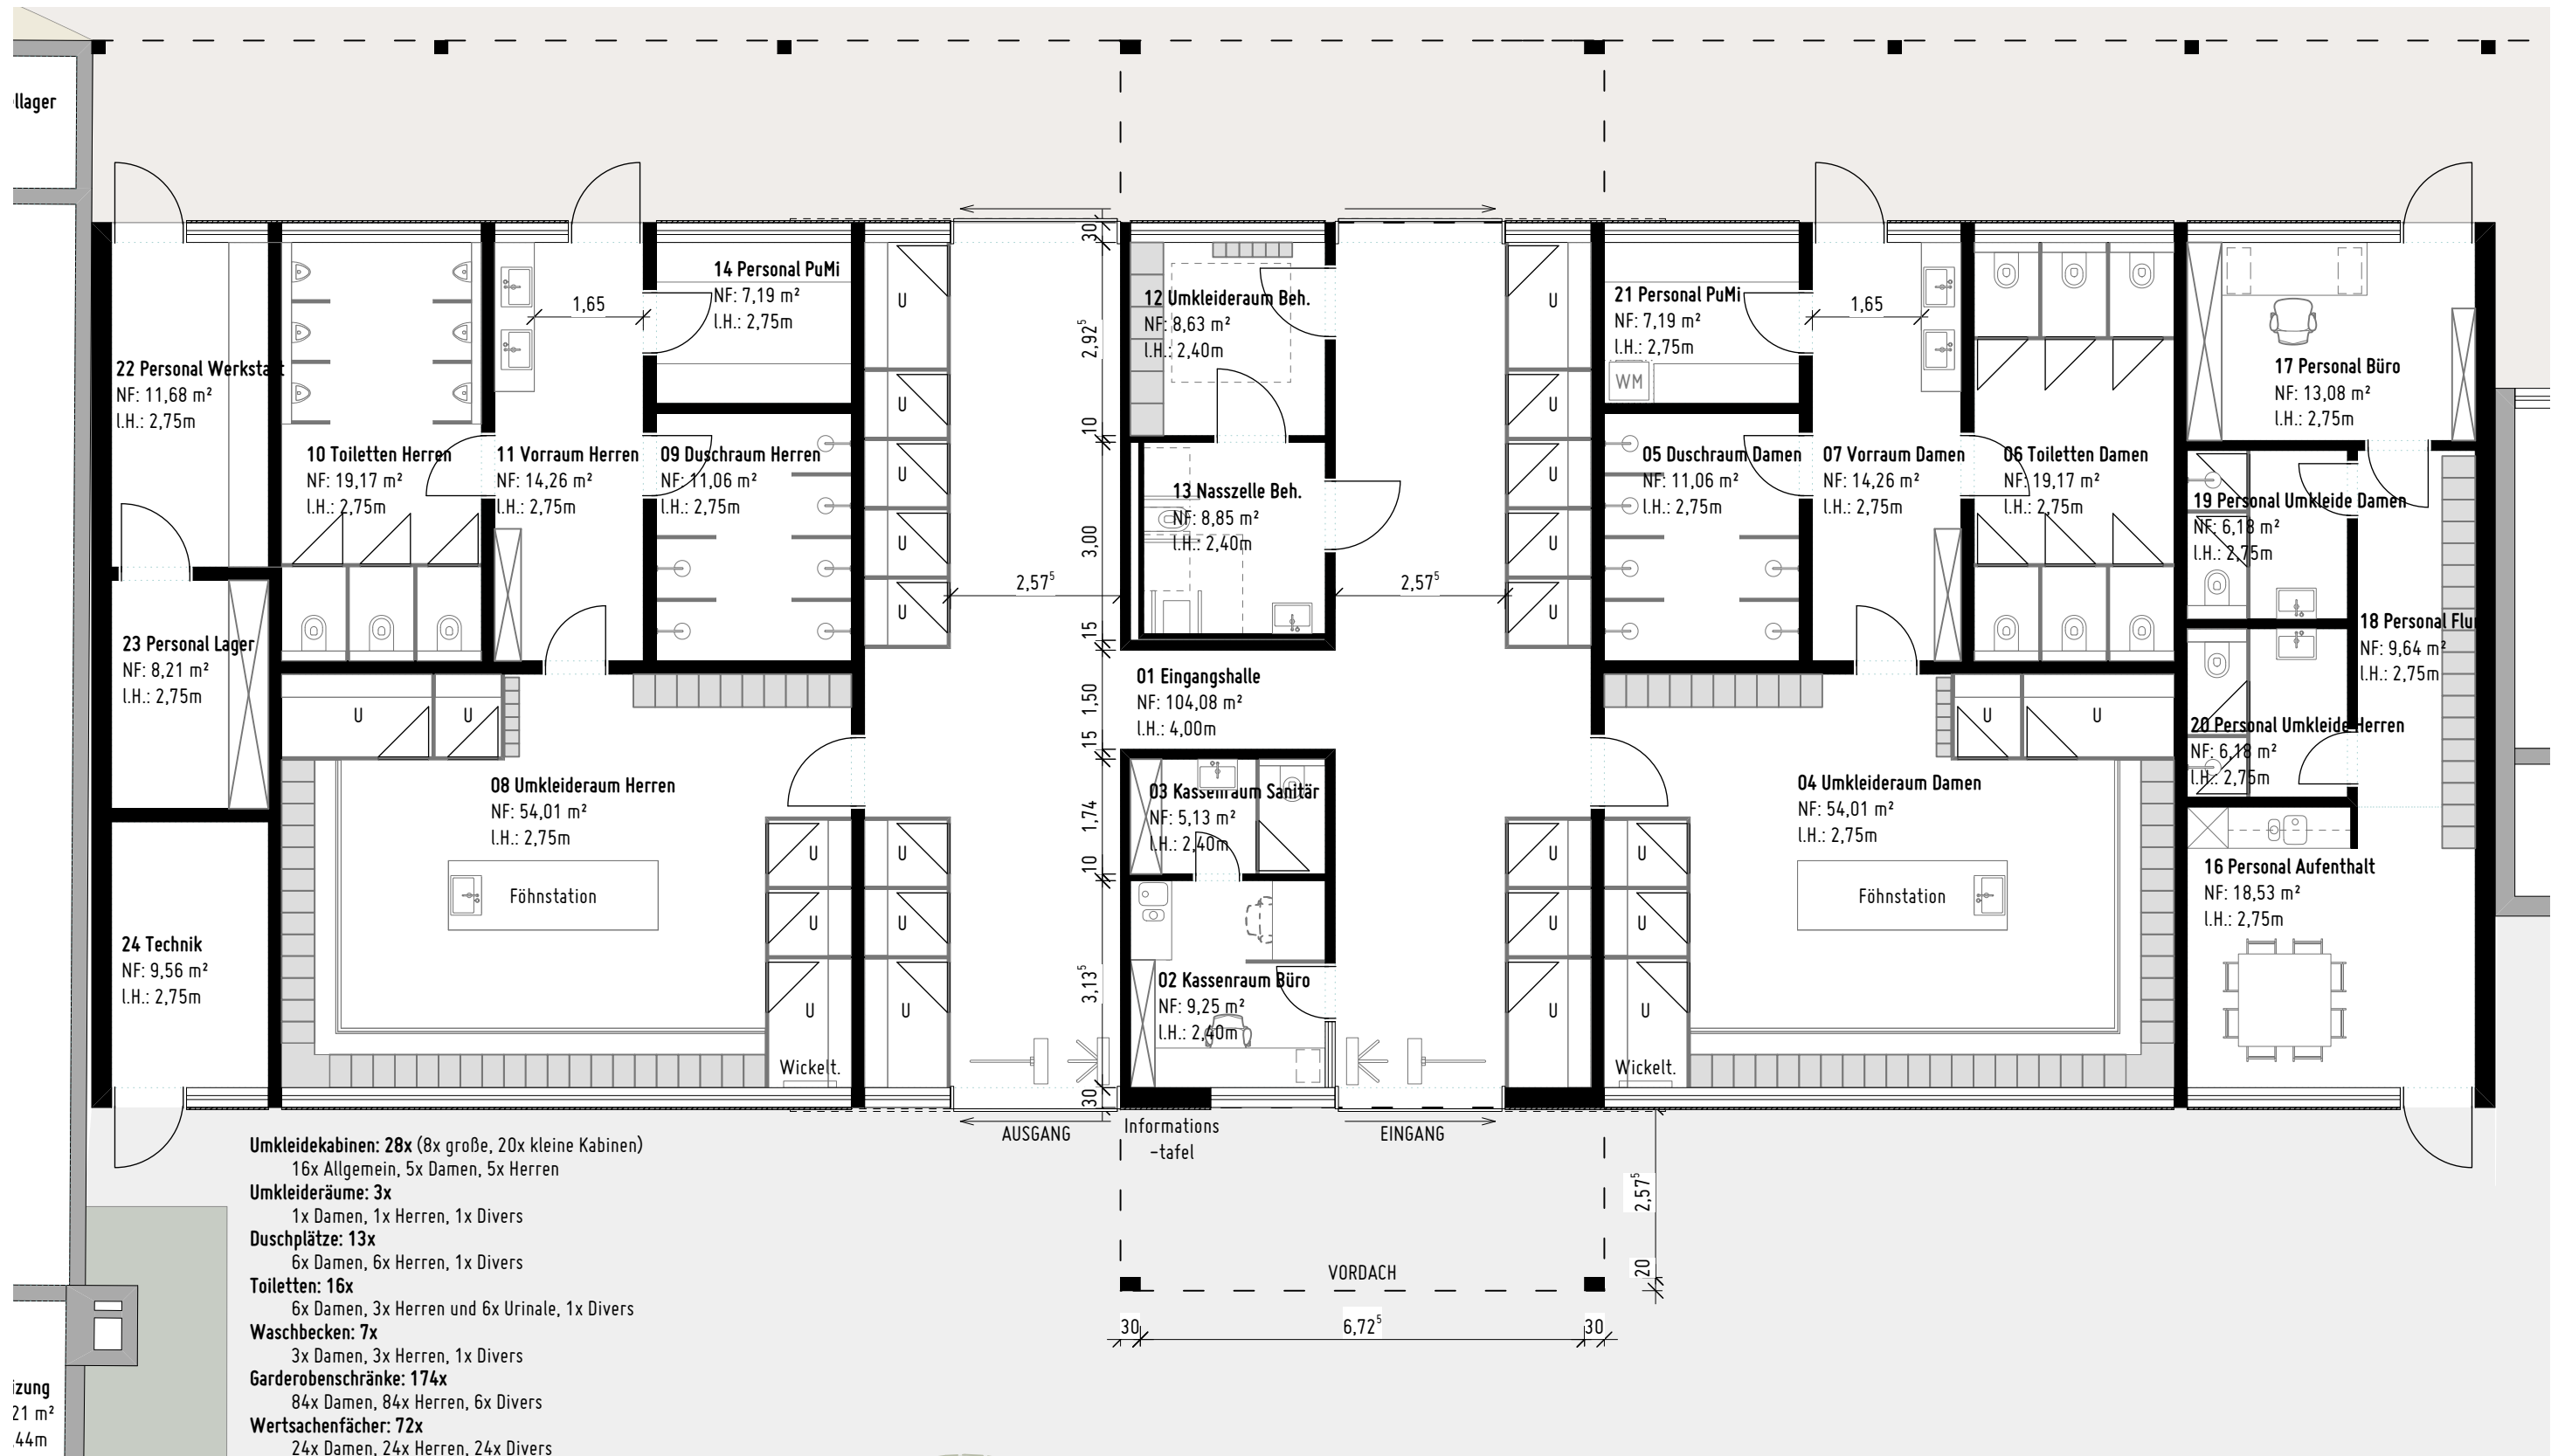 llager
30
14 Personal PuMi
NF: 7,19 m²
l.H.: 2,75m
1,65
U
12 Umkleideraum Beh.
NF: 8,63 m²
l.H.: 2,40m
2,92⁵
U
21 Personal PuMi
NF: 7,19 m²
l.H.: 2,75m
WM
1,65
17 Personal Büro
NF: 13,08 m²
l.H.: 2,75m
22 Personal Werkstatt
NF: 11,68 m²
l.H.: 2,75m
U
10
U
10 Toiletten Herren
NF: 19,17 m²
l.H.: 2,75m
11 Vorraum Herren
NF: 14,26 m²
l.H.: 2,75m
09 Duschraum Herren
NF: 11,06 m²
l.H.: 2,75m
U
13 Nasszelle Beh.
NF: 8,85 m²
l.H.: 2,40m
U
05 Duschraum Damen
NF: 11,06 m²
l.H.: 2,75m
07 Vorraum Damen
NF: 14,26 m²
l.H.: 2,75m
06 Toiletten Damen
NF: 19,17 m²
l.H.: 2,75m
19 Personal Umkleide Damen
NF: 6,18 m²
l.H.: 2,75m
U
3,00
U
2,57⁵
2,57⁵
U
15
U
23 Personal Lager
NF: 8,21 m²
l.H.: 2,75m
18 Personal Flur
NF: 9,64 m²
l.H.: 2,75m
U
U
1,50
01 Eingangshalle
NF: 104,08 m²
l.H.: 4,00m
15
U
U
20 Personal Umkleide Herren
NF: 6,18 m²
l.H.: 2,75m
08 Umkleideraum Herren
NF: 54,01 m²
l.H.: 2,75m
03 Kassenraum Sanitär
NF: 5,13 m²
l.H.: 2,40m
1,74
04 Umkleideraum Damen
NF: 54,01 m²
l.H.: 2,75m
U
U
10
U
U
16 Personal Aufenthalt
NF: 18,53 m²
l.H.: 2,75m
Föhnstation
U
U
U
U
Föhnstation
24 Technik
NF: 9,56 m²
l.H.: 2,75m
3,13⁵
02 Kassenraum Büro
NF: 9,25 m²
l.H.: 2,40m
U
U
U
U
Wickelt.
Wickelt.
30
AUSGANG
Informations
-tafel
EINGANG
Umkleidekabinen: 28x (8x große, 20x kleine Kabinen)
16x Allgemein, 5x Damen, 5x Herren
Umkleideräume: 3x
1x Damen, 1x Herren, 1x Divers
Duschplätze: 13x
6x Damen, 6x Herren, 1x Divers
Toiletten: 16x
6x Damen, 3x Herren und 6x Urinale, 1x Divers
Waschbecken: 7x
3x Damen, 3x Herren, 1x Divers
Garderobenschränke: 174x
84x Damen, 84x Herren, 6x Divers
Wertsachenfächer: 72x
24x Damen, 24x Herren, 24x Divers
2,57⁵
20
VORDACH
30
6,72⁵
30
izung
21 m²
,44m